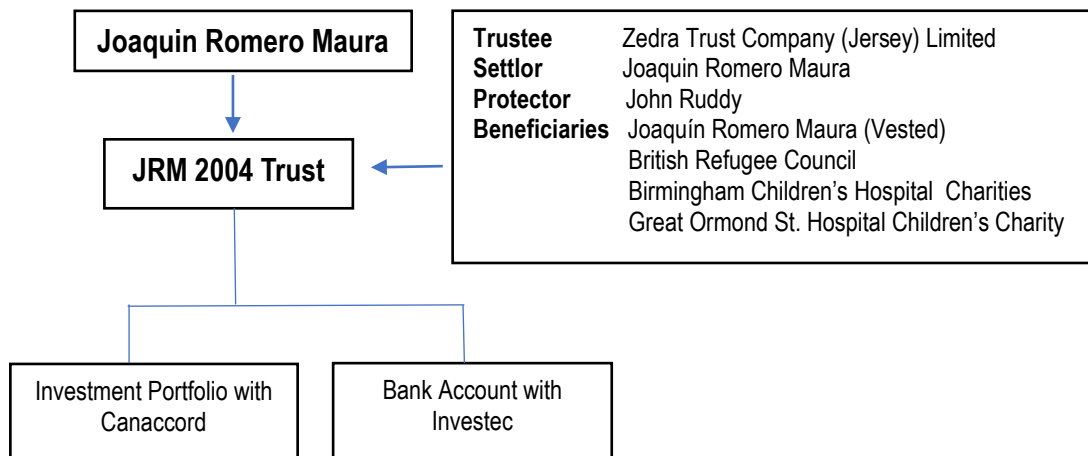 Joaquin Romero Maura
JRM 2004 Trust
Trustee Zedra Trust Company (Jersey) Limited
Settlor Joaquin Romero Maura
Protector John Ruddy
Beneficiaries Joaquín Romero Maura (Vested)
British Refugee Council
Birmingham Children's Hospital Charities
Great Ormond St. Hospital Children's Charity
Investment Portfolio with
Canaccord
Bank Account with
Investec